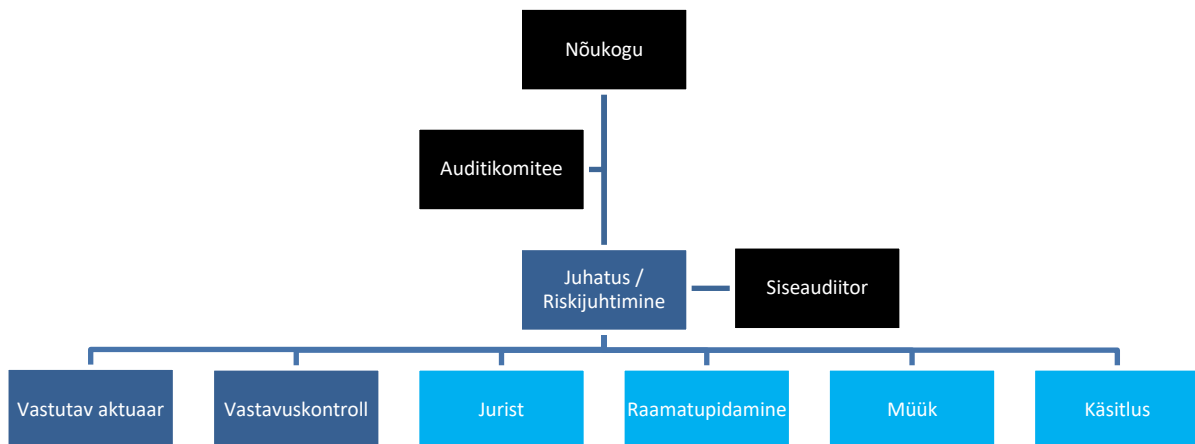 Nõukogu
Auditikomitee
Juhatus /
Riskijuhtimine
Siseaudiitor
Vastutav aktuaar
Vastavuskontroll
Jurist
Raamatupidamine
Müük
Käsitlus